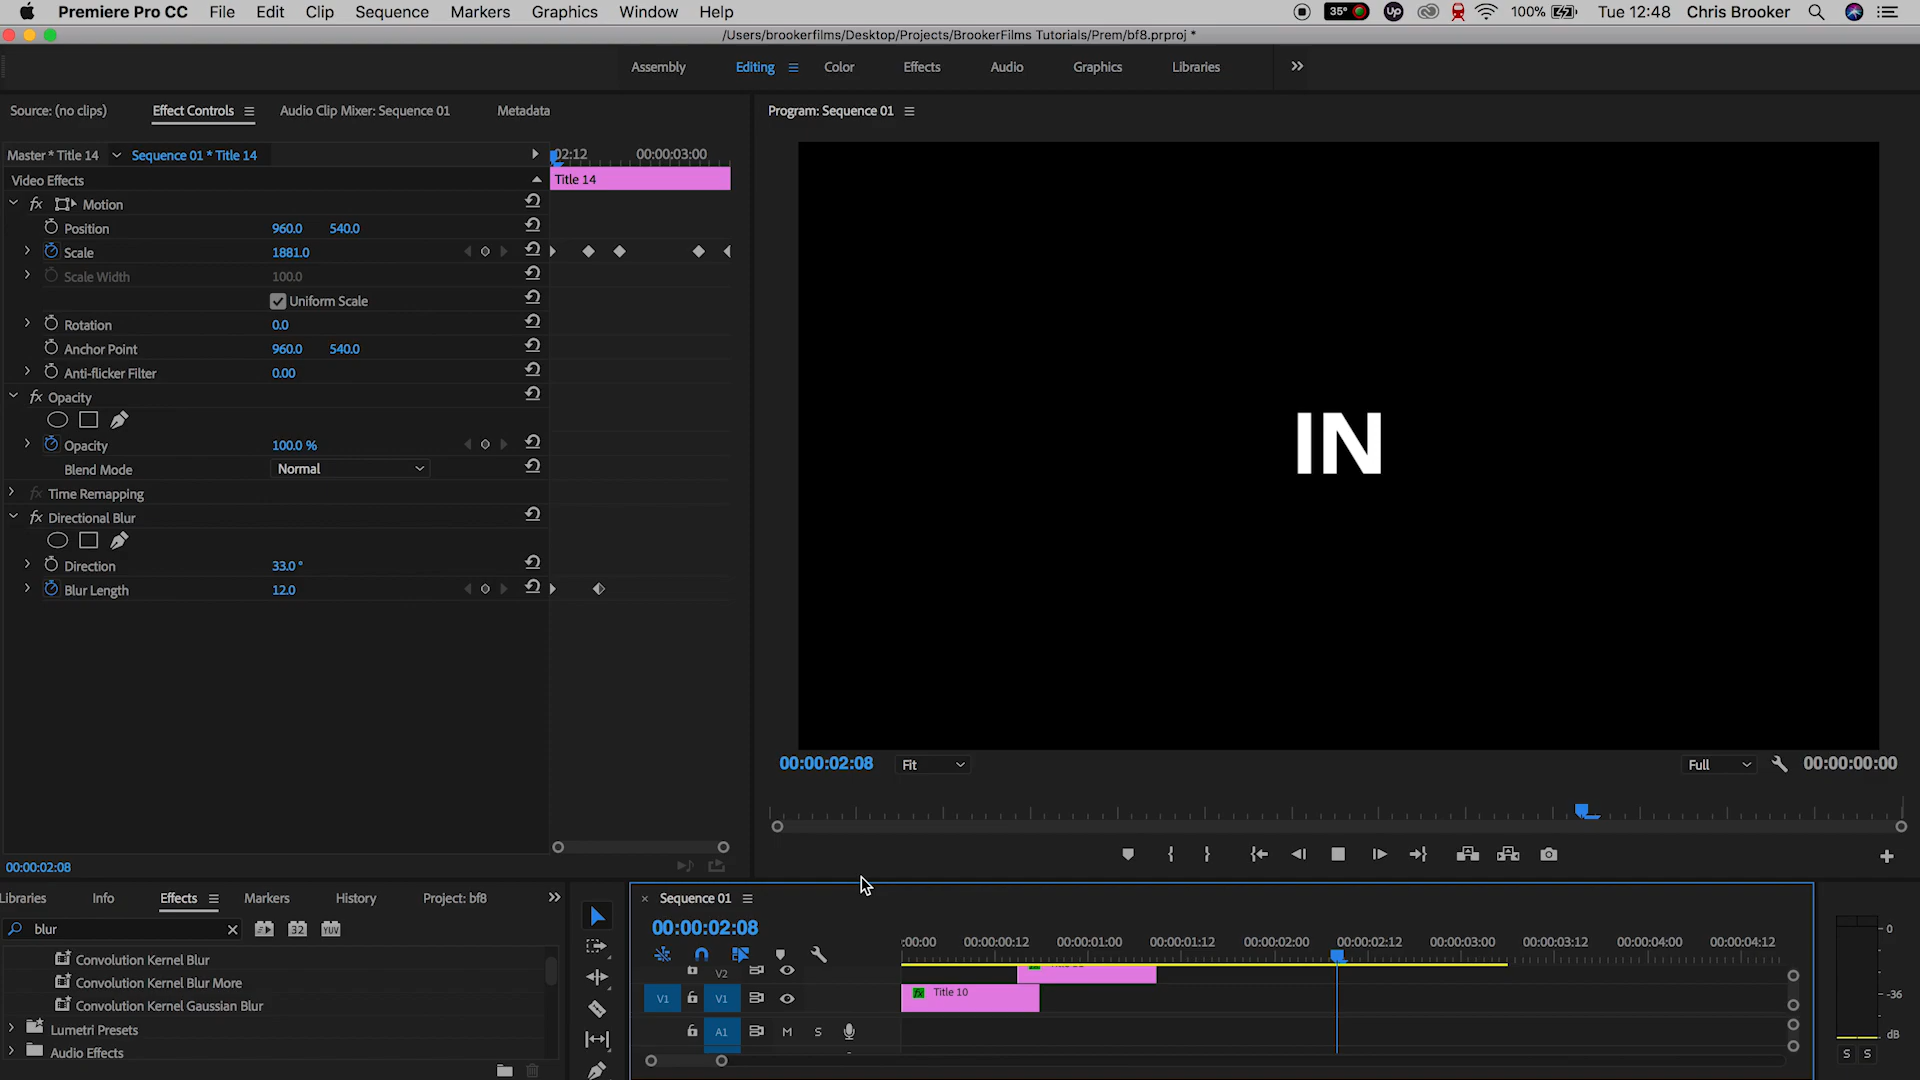 Premiere Pro CC File Edit Clip Sequence Markers Graphics Window Help 35° Up 100% Tue 12:48 Chris Brooker
/Users/brookerfilms/Desktop/Projects/BrookerFilms Tutorials/Prem/bf8.prproj *
Assembly Editing Color Effects Audio Graphics Libraries
Source: (no clips) Effect Controls Audio Clip Mixer: Sequence 01 Metadata
Program: Sequence 01
Master * Title 14 Sequence 01 * Title 14 02:12 00:00:03:00
Video Effects Title 14
fx Motion
Position 960.0 540.0
Scale 1881.0
Scale Width 100.0
Uniform Scale
Rotation 0.0
Anchor Point 960.0 540.0
Anti-flicker Filter 0.00
fx Opacity
Opacity 100.0 %
Blend Mode Normal
fx Time Remapping
fx Directional Blur
Direction 33.0 °
Blur Length 12.0
IN
00:00:02:08 Fit Full 00:00:00:00
00:00:02:08
Libraries Info Effects Markers History Project: bf8
blur 32 YUV
Convolution Kernel Blur
Convolution Kernel Blur More
Convolution Kernel Gaussian Blur
Lumetri Presets
Audio Effects
× Sequence 01
00:00:02:08
:00:00 00:00:00:12 00:00:01:00 00:00:01:12 00:00:02:00 00:00:02:12 00:00:03:00 00:00:03:12 00:00:04:00 00:00:04:12
V2
V1 V1 fx Title 10
A1 M S
0
-36
dB
S S